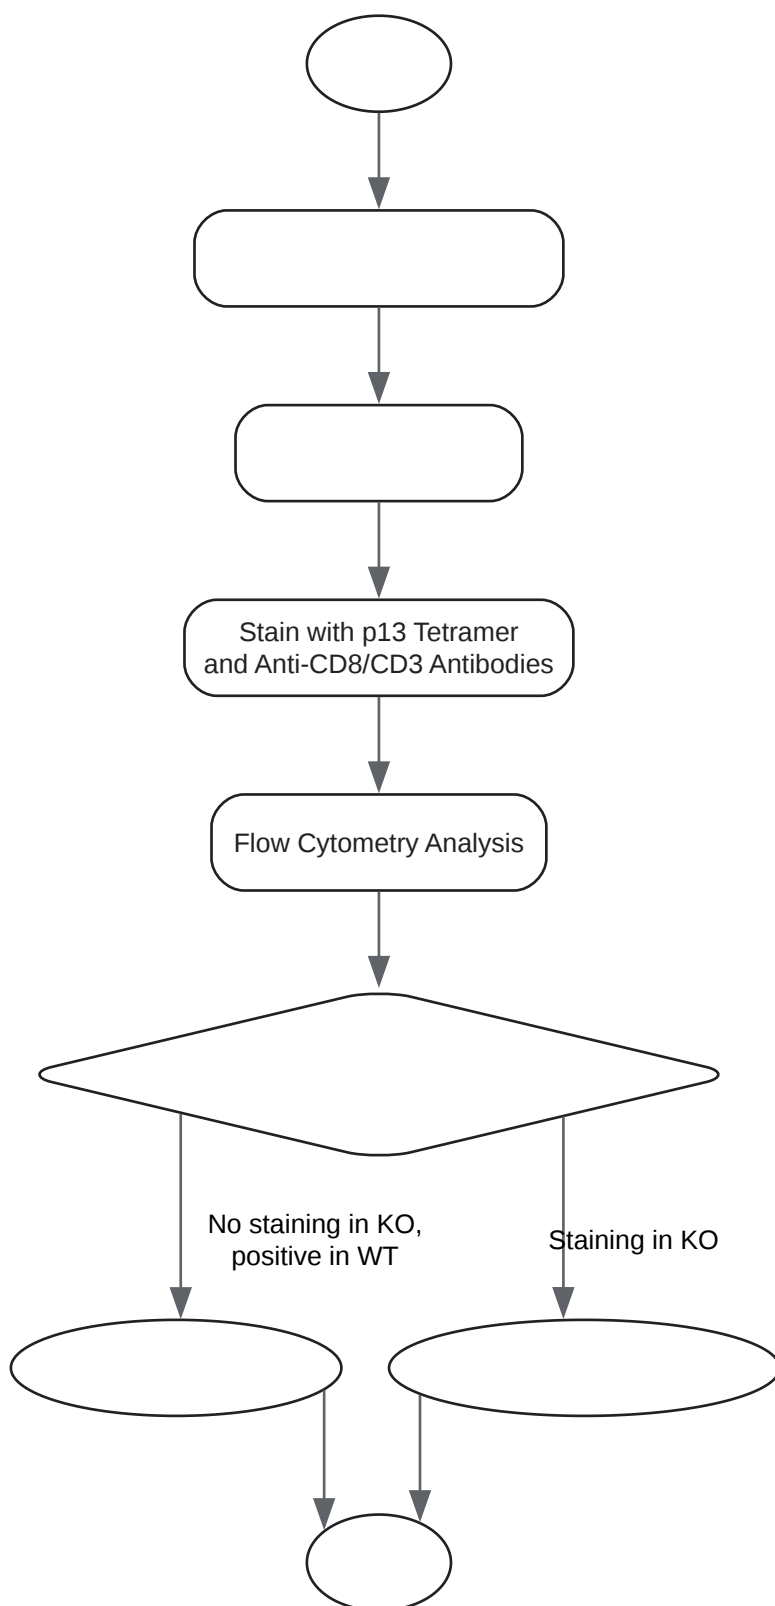 Stain with p13 Tetramer
and Anti-CD8/CD3 Antibodies
Flow Cytometry Analysis
No staining in KO,
positive in WT
Staining in KO